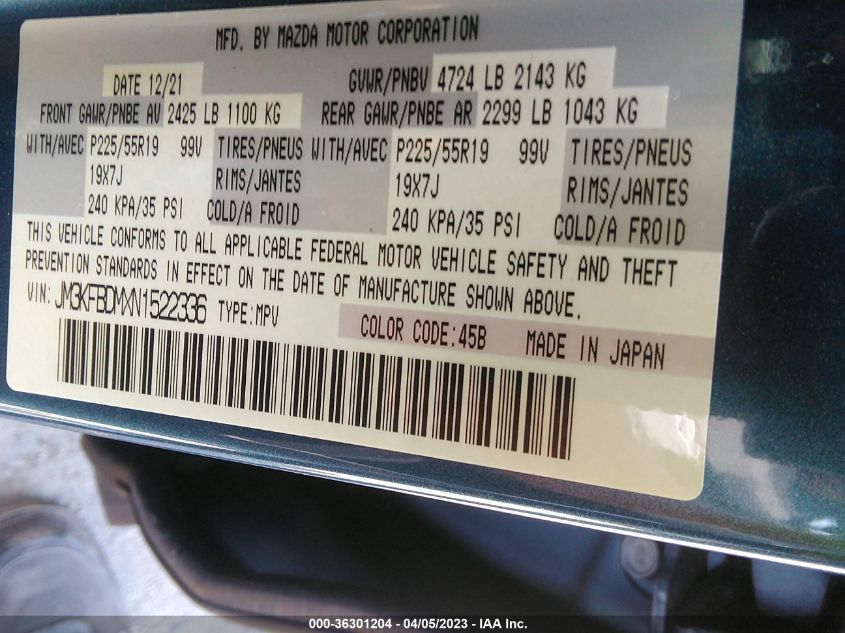 MFD. BY MAZDA MOTOR CORPORATION
DATE 12/21 GVWR/PNBV 4724 LB 2143 KG
FRONT GAWR/PNBE AV 2425 LB 1100 KG REAR GAWR/PNBE AR 2299 LB 1043 KG
WITH/AVEC P225/55R19 99V TIRES/PNEUS WITH/AVEC P225/55R19 99V TIRES/PNEUS
19X7J RIMS/JANTES 19X7J RIMS/JANTES
240 KPA/35 PSI COLD/A FROID 240 KPA/35 PSI COLD/A FROID
THIS VEHICLE CONFORMS TO ALL APPLICABLE FEDERAL MOTOR VEHICLE SAFETY AND THEFT
PREVENTION STANDARDS IN EFFECT ON THE DATE OF MANUFACTURE SHOWN ABOVE.
VIN: JM3KFBDMXN1522336 TYPE:MPV
COLOR CODE:45B MADE IN JAPAN
000-36301204 - 04/05/2023 - IAA Inc.